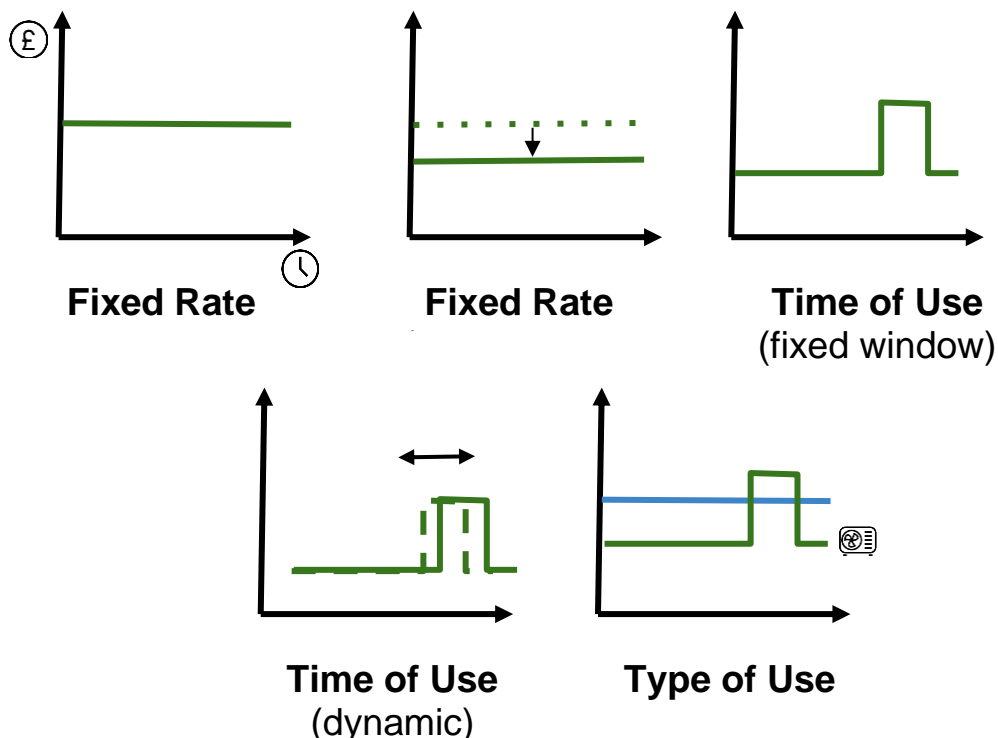 £
Fixed Rate
Fixed Rate
Time of Use
(fixed window)
Time of Use
(dynamic)
Type of Use